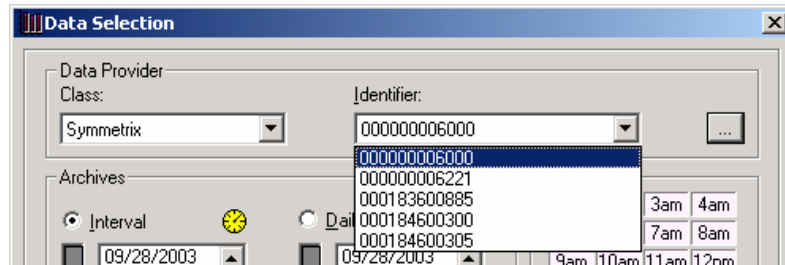 Data Selection
Data Provider
Class:
Identifier:
Symmetrix
000000006000
...
000000006000
000000006221
000183600885
000184600300
000184600305
Archives
Interval
09/28/2003
09/28/2003
3am 4am
7am 8am
9am 10am 11am 12pm